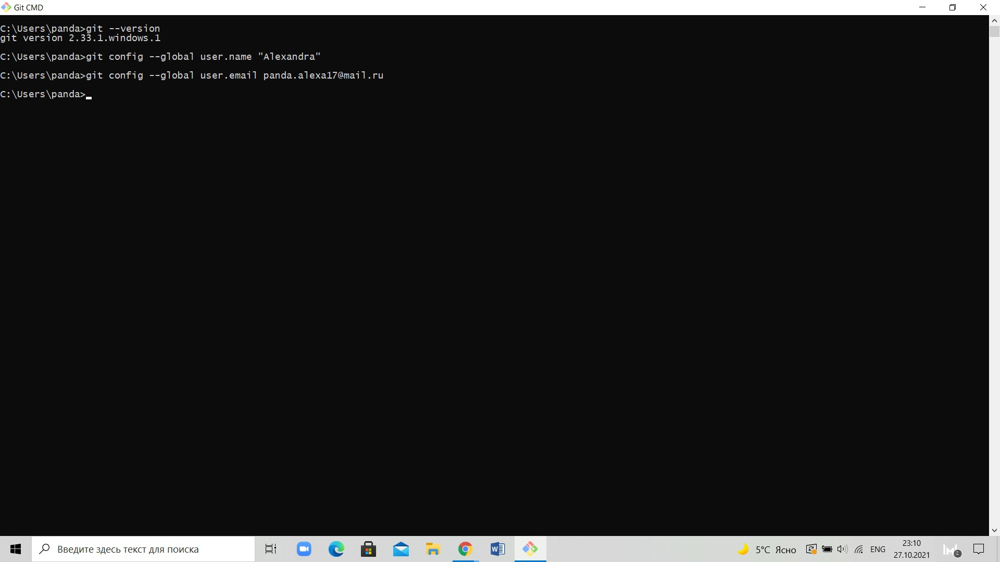 Git CMD
C:\Users\panda>git --version
git version 2.33.1.windows.1
C:\Users\panda>git config --global user.name "Alexandra"
C:\Users\panda>git config --global user.email panda.alexa17@mail.ru
C:\Users\panda>
Введите здесь текст для поиска
5°C Ясно
ENG
23:10
27.10.2021
2